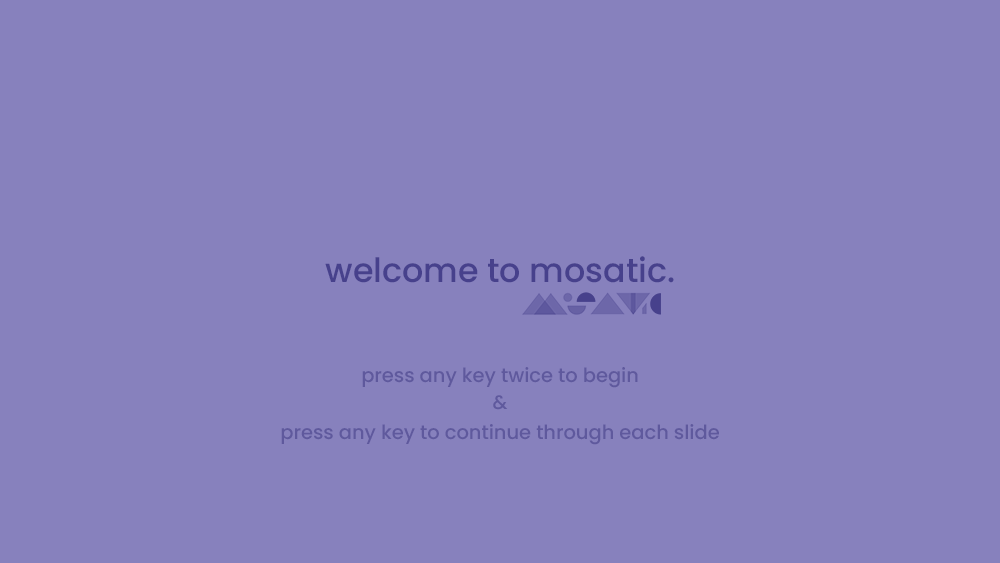 welcome to mosatic.
press any key twice to begin
&
press any key to continue through each slide